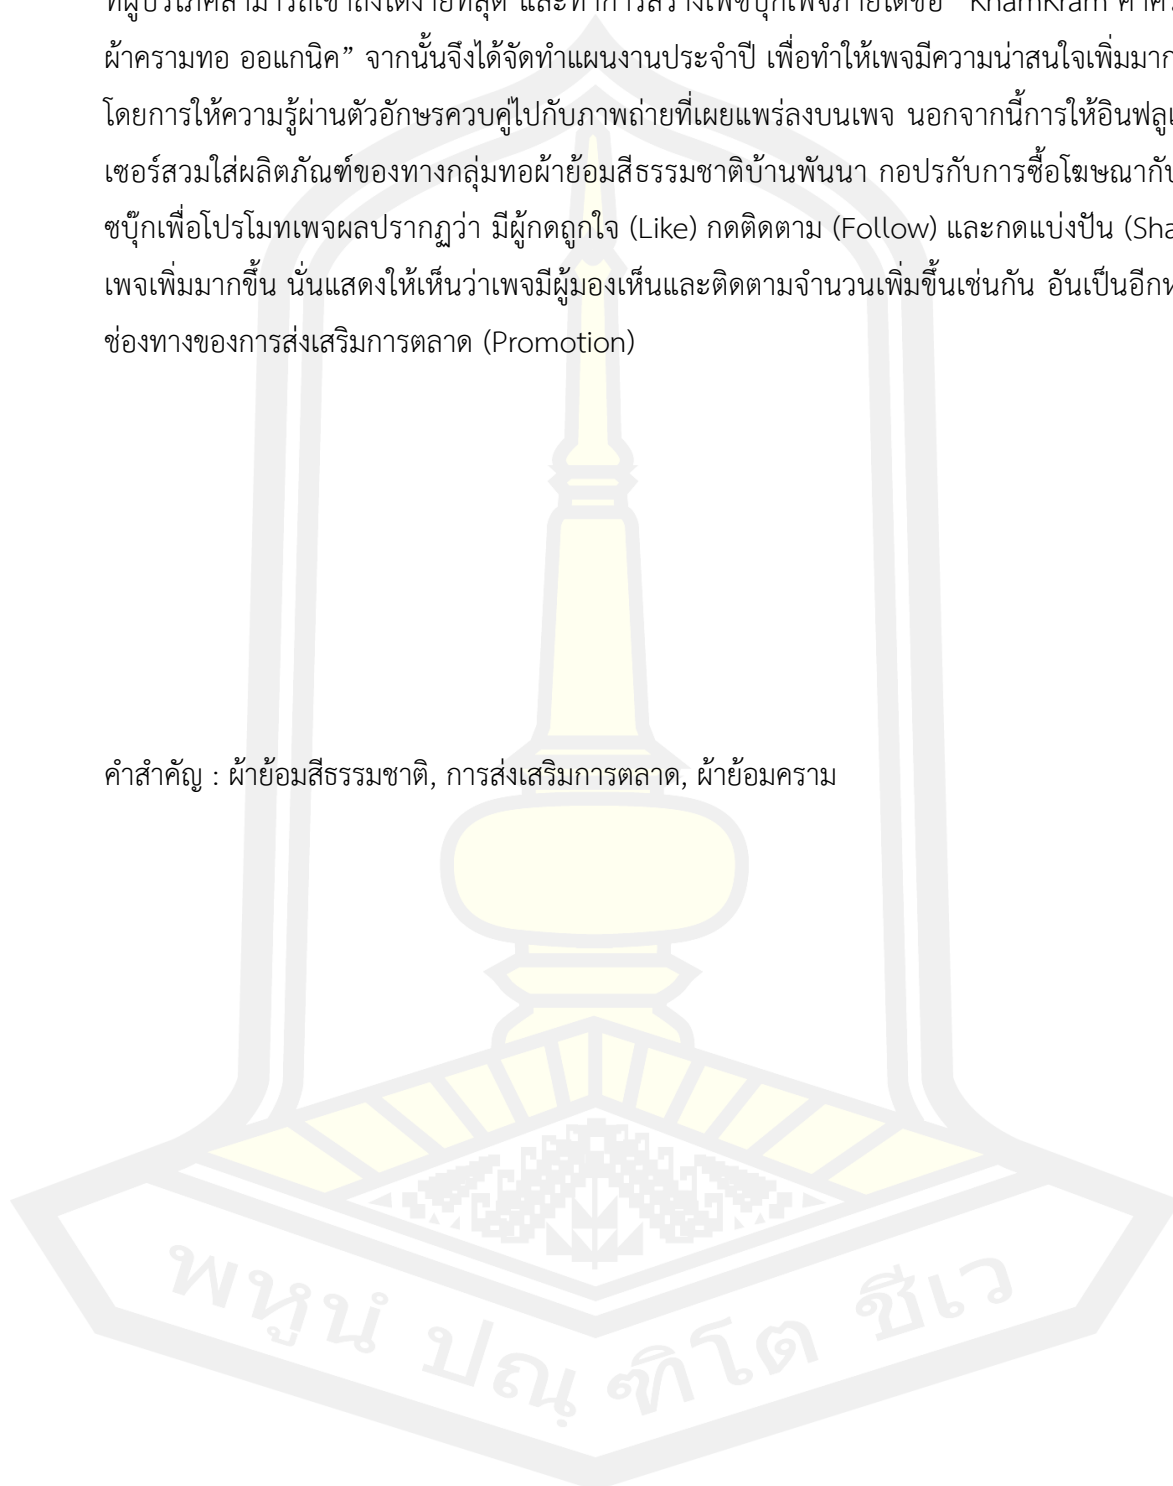 ที่ผู้บริโภคสามารถเข้าถึงได้ง่ายที่สุด และทำการสร้างเฟซบุ๊กเพจภายใต้ชื่อ “KhamKram
ผ้าครามทอ ออแกนิค” จากนั้นจึงได้จัดทำแผนงานประจำปี เพื่อทำให้เพจมีความน่าสนใจเพิ่มมาก
โดยการให้ความรู้ผ่านตัวอักษรควบคู่ไปกับภาพถ่ายที่เผยแพร่ลงบนเพจ นอกจากนี้การให้อินฟลู
เซอร์สวมใส่ผลิตภัณฑ์ของทางกลุ่มทอผ้าย้อมสีธรรมชาติบ้านพันนา กอปรกับการซื้อโฆษณากับ
ซบุ๊กเพื่อโปรโมทเพจผลปรากฏว่า มีผู้กดถูกใจ (Like) กดติดตาม (Follow) และกดแบ่งปัน (Sha
เพจเพิ่มมากขึ้น นั่นแสดงให้เห็นว่าเพจมีผู้มองเห็นและติดตามจำนวนเพิ่มขึ้นเช่นกัน อันเป็นอีกห
ช่องทางของการส่งเสริมการตลาด (Promotion)
คำสำคัญ : ผ้าย้อมสีธรรมชาติ, การส่งเสริมการตลาด, ผ้าย้อมคราม
พหูนํ ปณฺฑิโต ชีเว